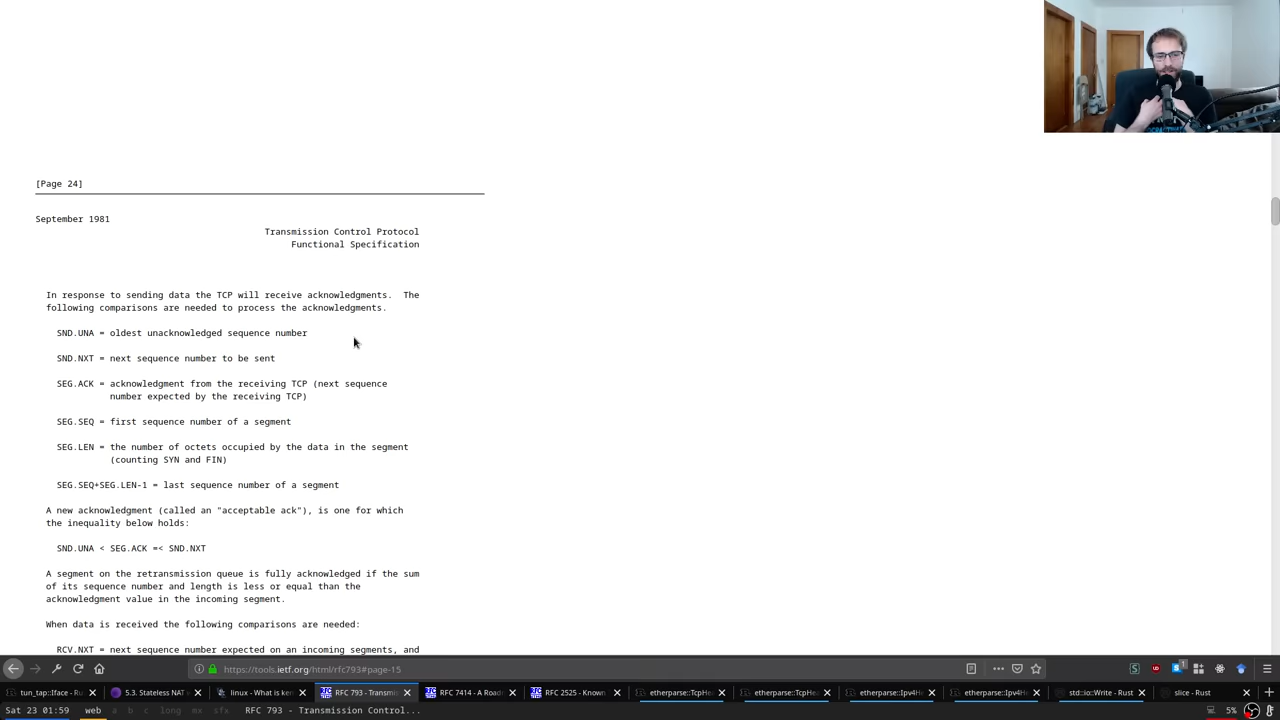 [Page 24]
September 1981
Transmission Control Protocol
Functional Specification
In response to sending data the TCP will receive acknowledgments.  The
following comparisons are needed to process the acknowledgments.
SND.UNA = oldest unacknowledged sequence number
SND.NXT = next sequence number to be sent
SEG.ACK = acknowledgment from the receiving TCP (next sequence
number expected by the receiving TCP)
SEG.SEQ = first sequence number of a segment
SEG.LEN = the number of octets occupied by the data in the segment
(counting SYN and FIN)
SEG.SEQ+SEG.LEN-1 = last sequence number of a segment
A new acknowledgment (called an "acceptable ack"), is one for which
the inequality below holds:
SND.UNA < SEG.ACK =< SND.NXT
A segment on the retransmission queue is fully acknowledged if the sum
of its sequence number and length is less or equal than the
acknowledgment value in the incoming segment.
When data is received the following comparisons are needed:
RCV.NXT = next sequence number expected on an incoming segments, and
https://tools.ietf.org/html/rfc793#page-15
tun_tap::Iface - Ru 5.3. Stateless NAT linux - What is ker RFC 793 - Transmis RFC 7414 - A Road RFC 2525 - Known etherparse::TcpHea etherparse::TcpHea etherparse::Ipv4He etherparse::Ipv4He std::io::Write - Rust slice - Rust
Sat 23 01:59 web a b c long mx sfx RFC 793 - Transmission Control... 5%